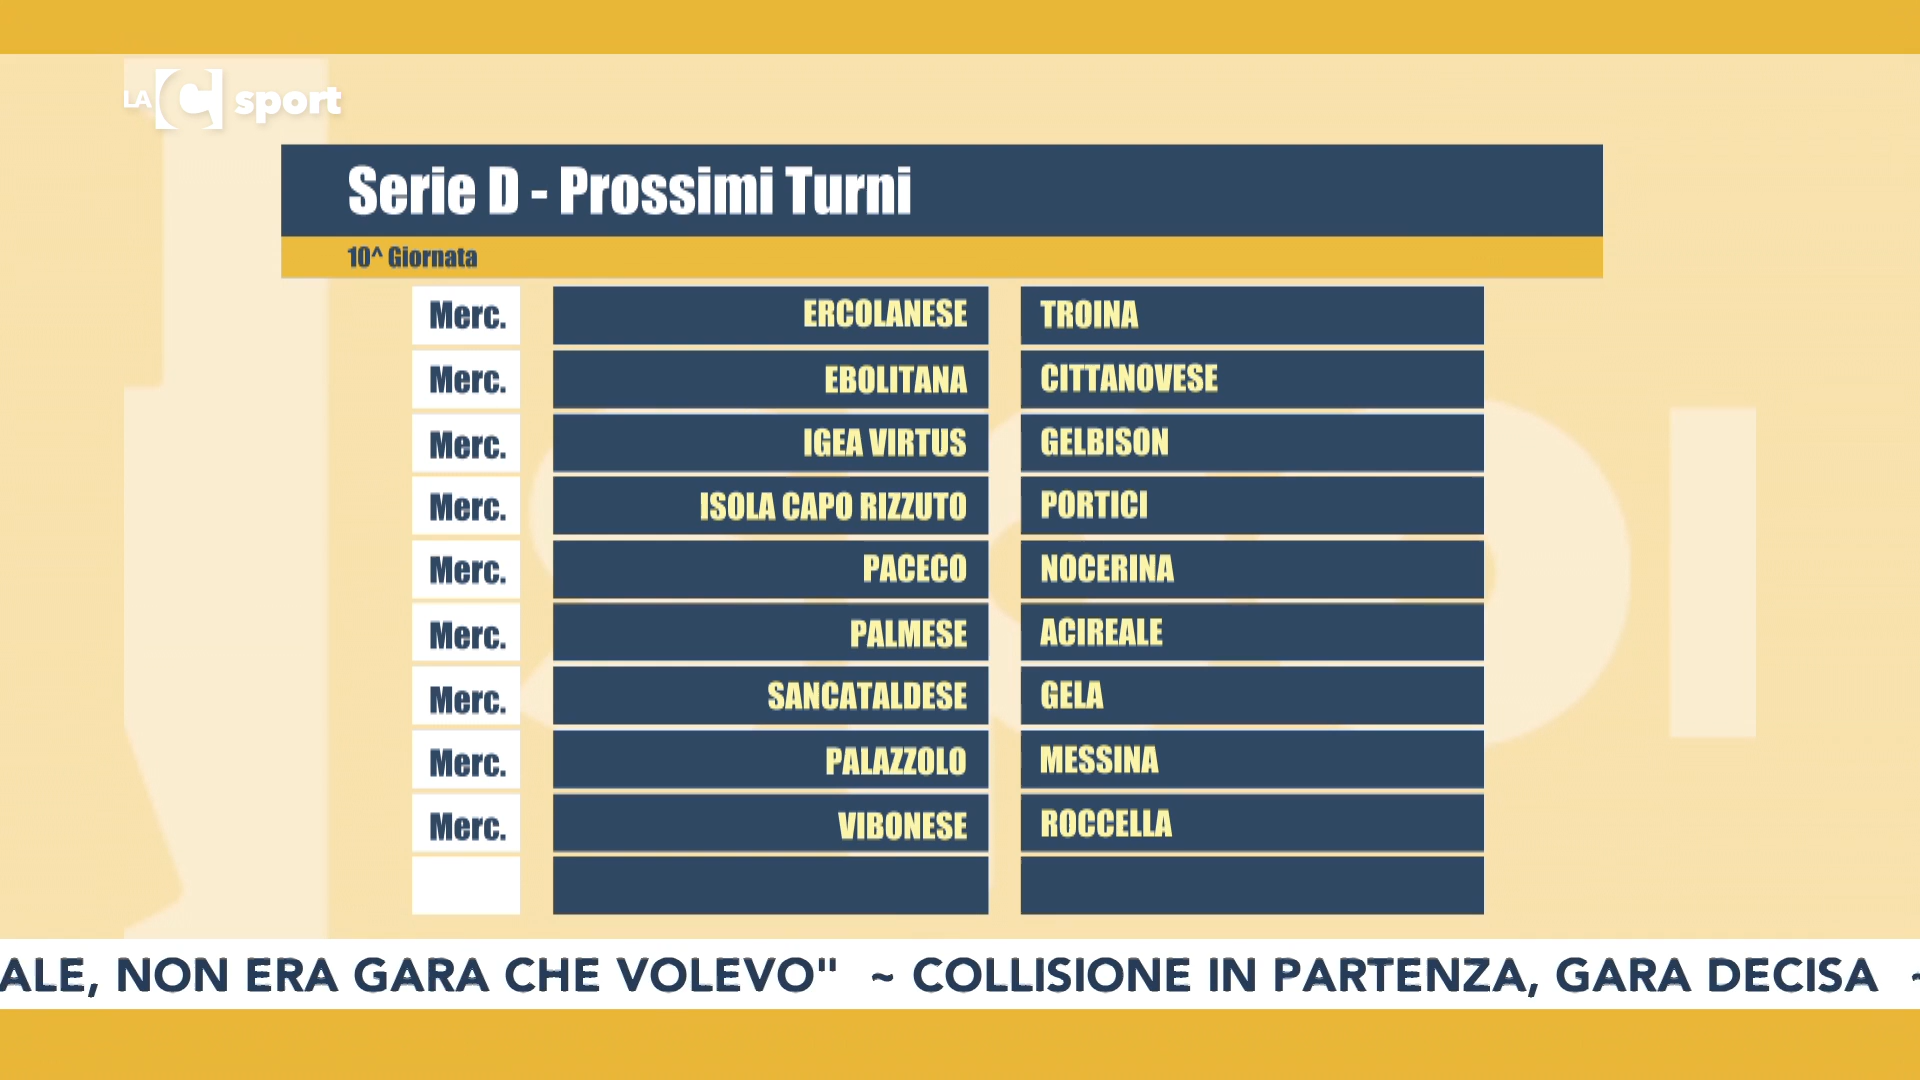 LA C sport
Serie D - Prossimi Turni
10^ Giornata
Merc. ERCOLANESE TROINA
Merc. EBOLITANA CITTANOVESE
Merc. IGEA VIRTUS GELBISON
Merc. ISOLA CAPO RIZZUTO PORTICI
Merc. PACECO NOCERINA
Merc. PALMESE ACIREALE
Merc. SANCATALDESE GELA
Merc. PALAZZOLO MESSINA
Merc. VIBONESE ROCCELLA
ALE, NON ERA GARA CHE VOLEVO" ~ COLLISIONE IN PARTENZA, GARA DECISA ~